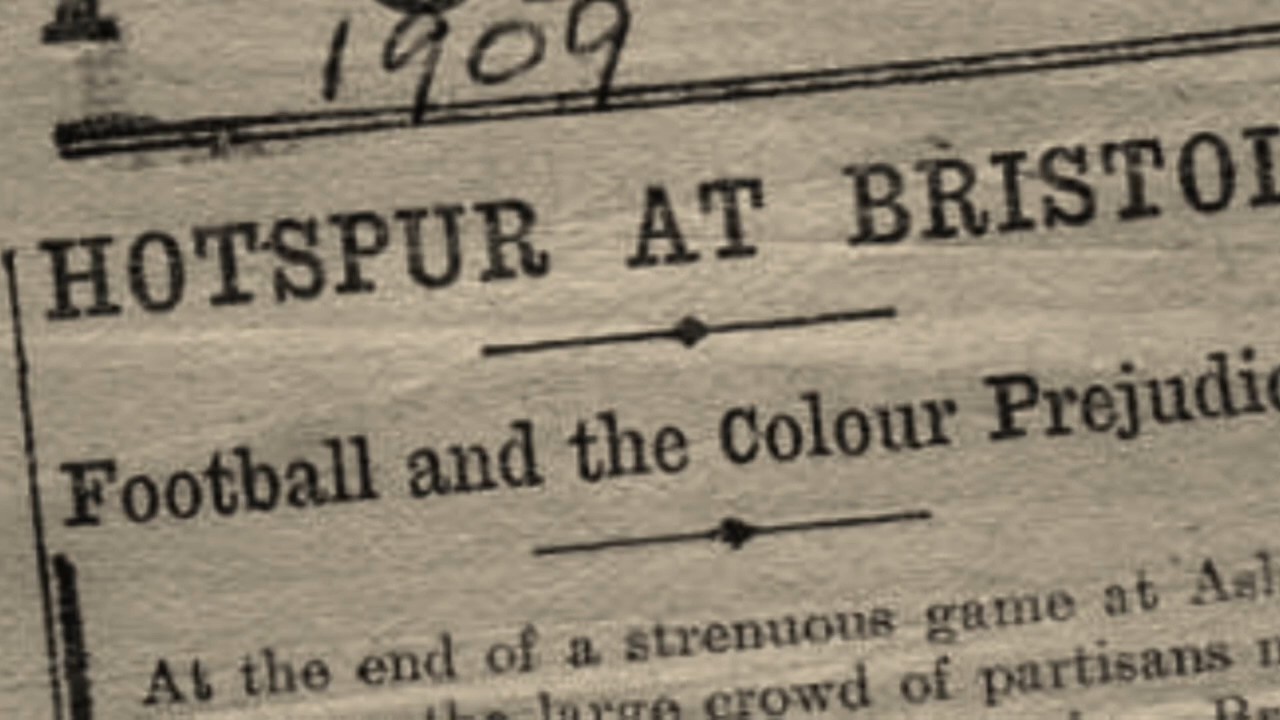 1909
HOTSPUR AT BRISTOL
Football and the Colour Prejudic
At the end of a strenuous game at Ash
the large crowd of partisans